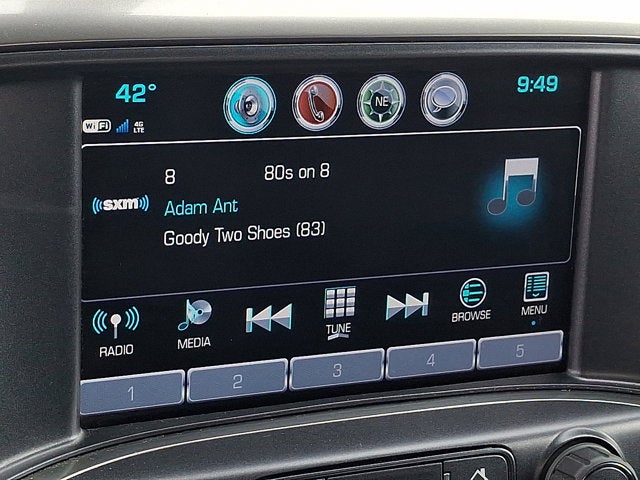 42°
9:49
WiFi 4G LTE
NE
8 80s on 8
((sxm))
Adam Ant
Goody Two Shoes (83)
RADIO MEDIA TUNE BROWSE MENU
1 2 3 4 5